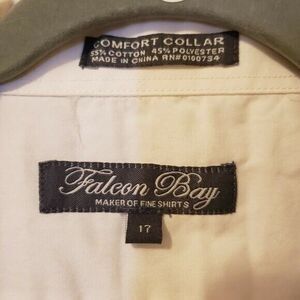 COMFORT COLLAR
55% COTTON 45% POLYESTER
MADE IN CHINA RN#0100734
Falcon Bay
MAKER OF FINE SHIRTS
17